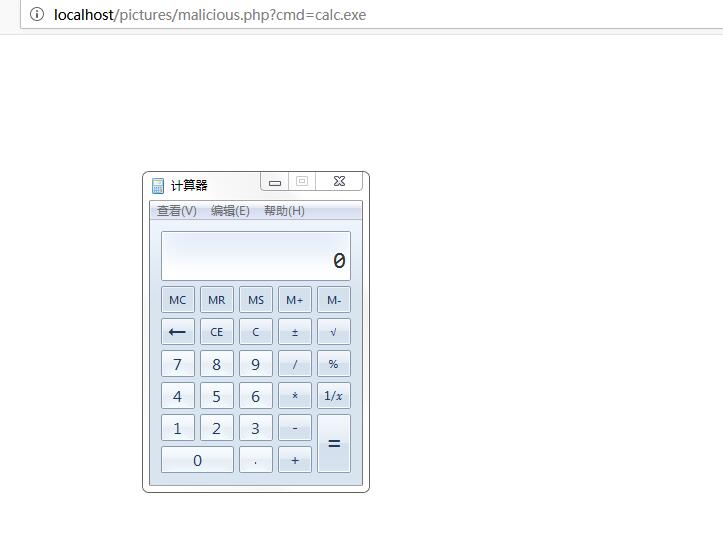 localhost/pictures/malicious.php?cmd=calc.exe
计算器
查看(V) 编辑(E) 帮助(H)
0
MC MR MS M+ M-
← CE C ± √
7 8 9 / %
4 5 6 * 1/x
1 2 3 - =
0 . +